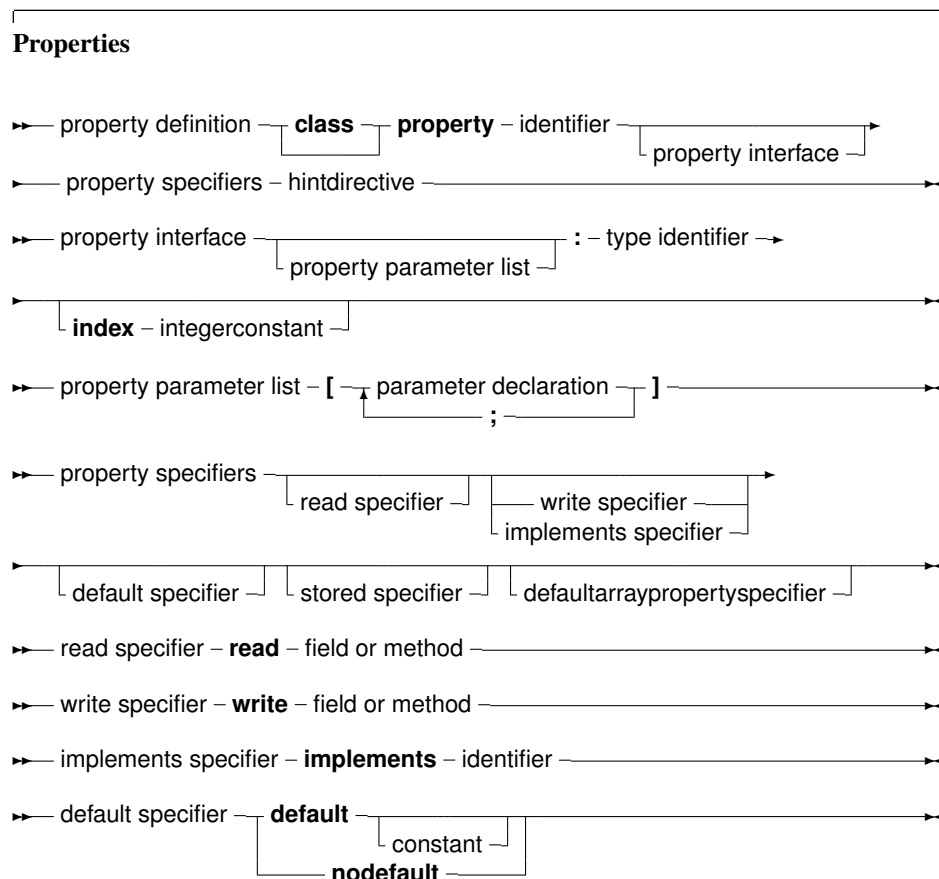 Properties
property definition class property identifier
property interface
property specifiers hintdirective
property interface : type identifier
property parameter list
index integerconstant
property parameter list [ parameter declaration ]
;
property specifiers
read specifier write specifier
implements specifier
default specifier stored specifier defaultarraypropertyspecifier
read specifier read field or method
write specifier write field or method
implements specifier implements identifier
default specifier default
constant
nodefault